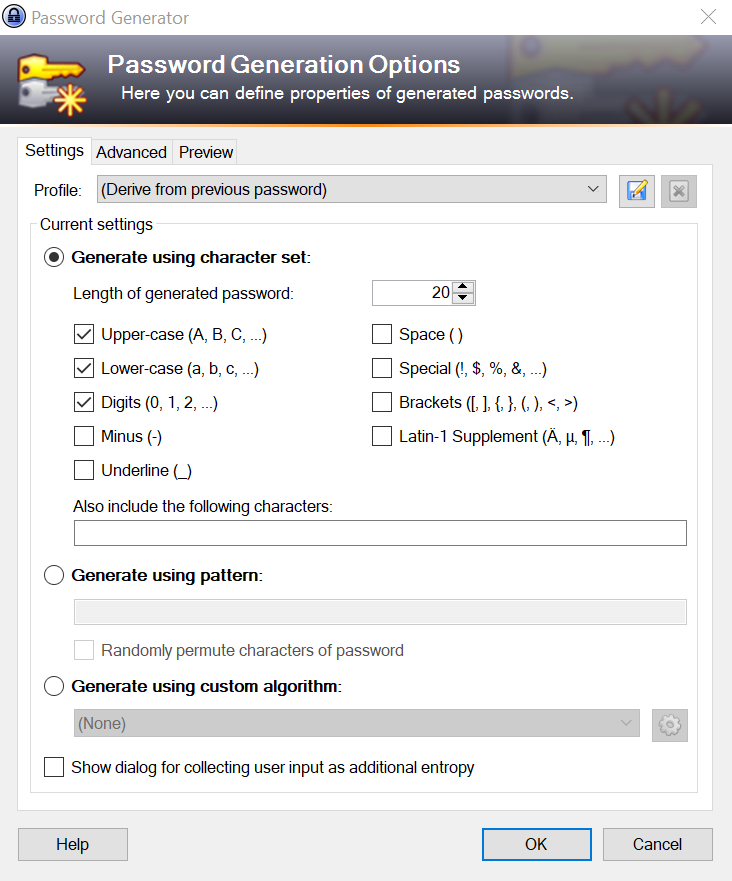 Password Generator
Password Generation Options
Here you can define properties of generated passwords.
Settings Advanced Preview
Profile: (Derive from previous password)
Current settings
Generate using character set:
Length of generated password: 20
Upper-case (A, B, C, ...) Space ( )
Lower-case (a, b, c, ...) Special (!, $, %, &, ...)
Digits (0, 1, 2, ...) Brackets ([, ], {, }, (, ), <, >)
Minus (-) Latin-1 Supplement (Ä, µ, ¶, ...)
Underline (_)
Also include the following characters:
Generate using pattern:
Randomly permute characters of password
Generate using custom algorithm:
(None)
Show dialog for collecting user input as additional entropy
Help OK Cancel